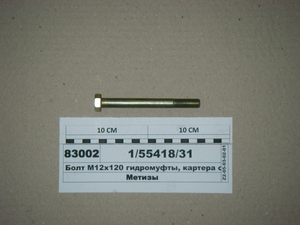 10 CM 10 CM
83002 1/55418/31
Болт М12х120 гидромуфты, картера с
Метизы